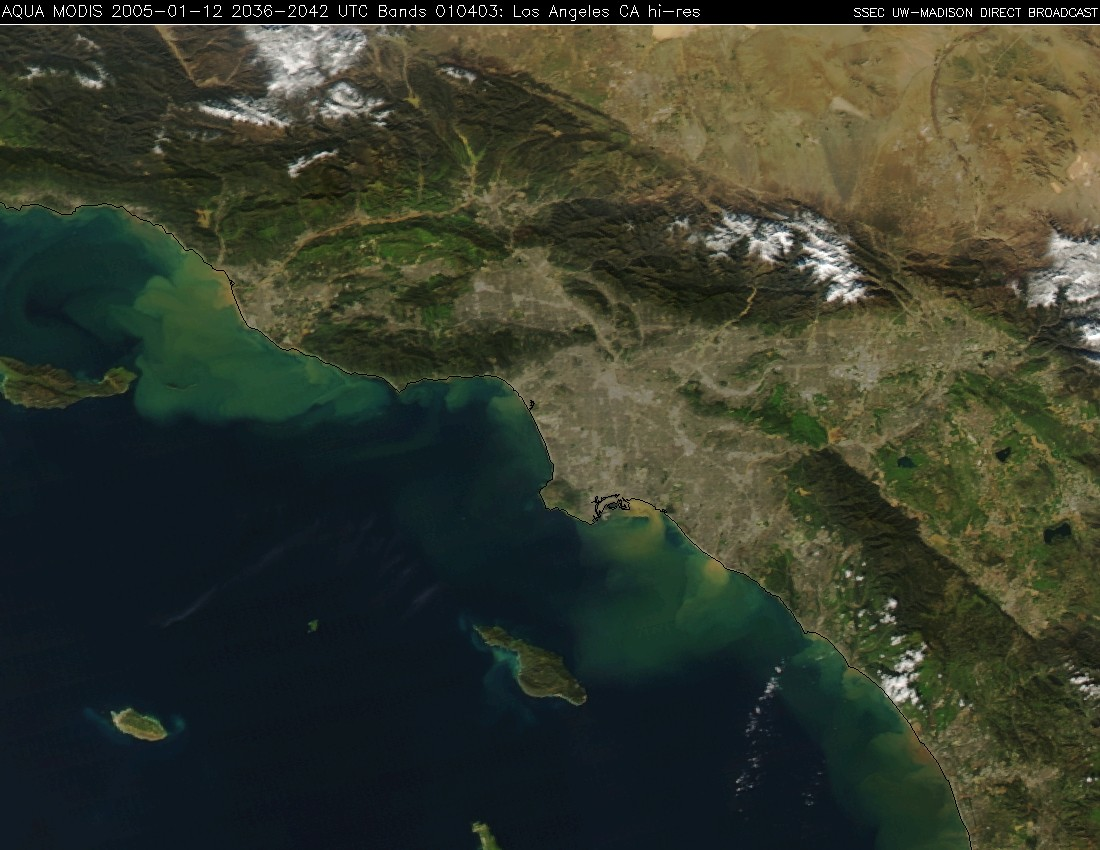 AQUA MODIS 2005-01-12 2036-2042 UTC Bands 010403: Los Angeles CA hi-res
SSEC UW-MADISON DIRECT BROADCAST